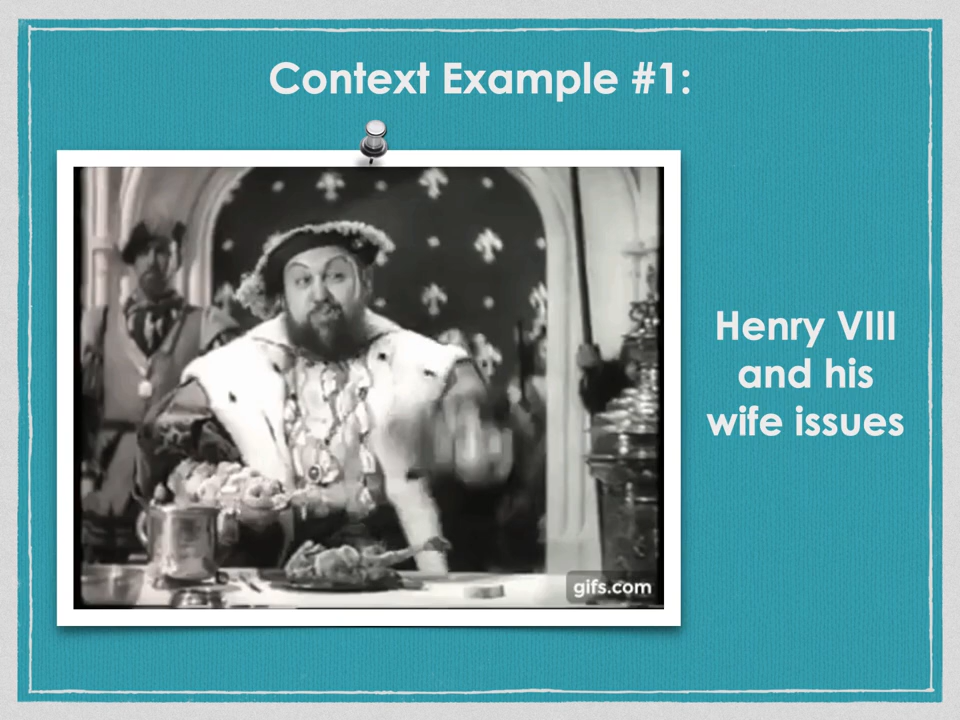 Context Example #1:
Henry VIII
and his
wife issues
gifs.com